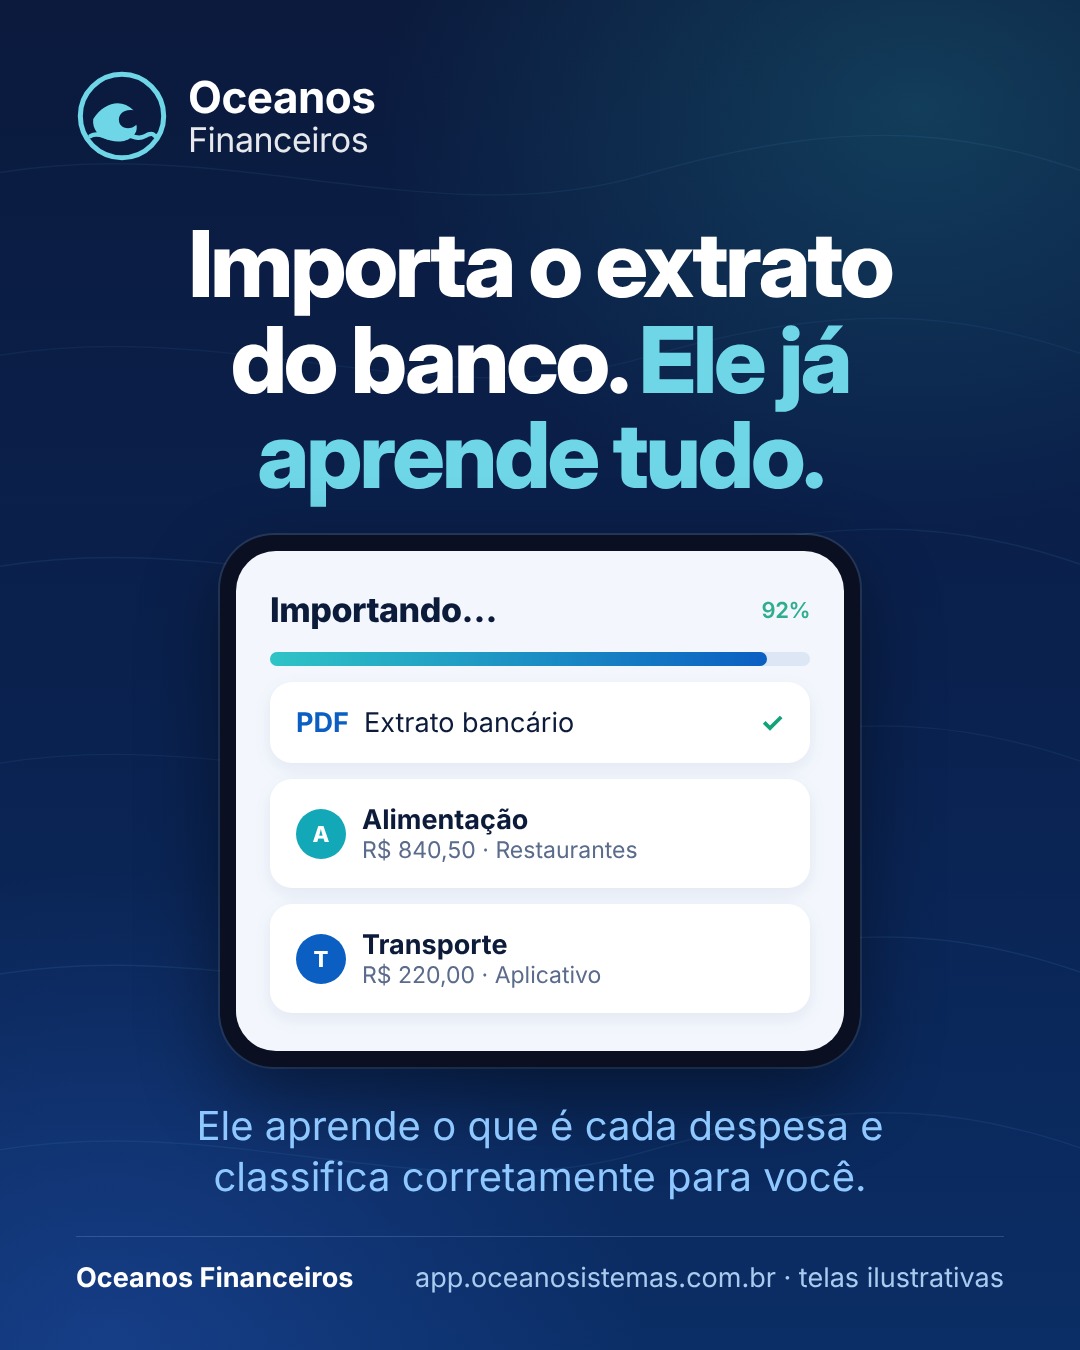 Oceanos
Financeiros
Importa o extrato
do banco. Ele já
aprende tudo.
Importando...
92%
PDF Extrato bancário ✓
A
Alimentação
R$ 840,50 · Restaurantes
T
Transporte
R$ 220,00 · Aplicativo
Ele aprende o que é cada despesa e
classifica corretamente para você.
Oceanos Financeiros
app.oceanosistemas.com.br · telas ilustrativas